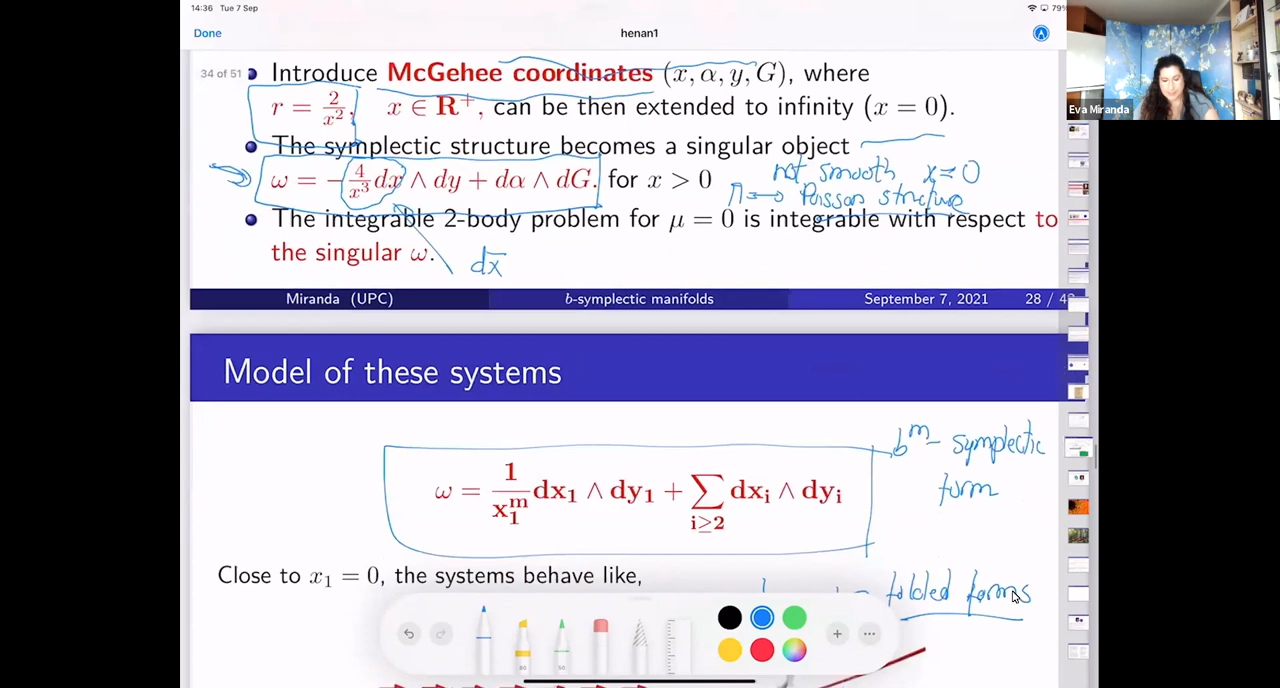 14:36 Tue 7 Sep
79%
Done
henan1
Eva Miranda
34 of 51
Introduce McGehee coordinates (x, α, y, G), where
r = 2/x², x ∈ R⁺, can be then extended to infinity (x = 0).
The symplectic structure becomes a singular object
ω = −4/x³ dx ∧ dy + dα ∧ dG. for x > 0
not smooth x = 0
Π ↔ Poisson structure
The integrable 2-body problem for μ = 0 is integrable with respect to
the singular ω.
dx̄
Miranda (UPC)
b-symplectic manifolds
September 7, 2021
28 / 4
Model of these systems
bᵐ- symplectic
form
ω = 1/x₁ᵐ dx₁ ∧ dy₁ + ∑i≥2 dxᵢ ∧ dyᵢ
Close to x₁ = 0, the systems behave like,
folded forms
80
50